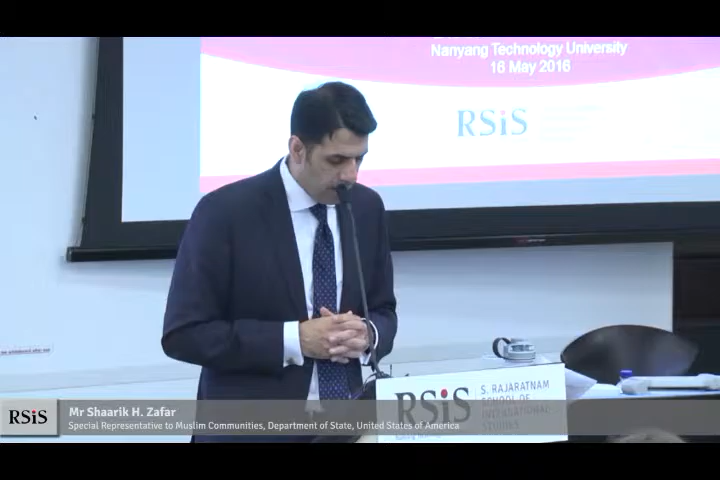 Nanyang Technology University
16 May 2016
RSiS
RSiS
S. RAJARATNAM
SCHOOL OF
INTERNATIONAL
STUDIES
RSiS
Mr Shaarik H. Zafar
Special Representative to Muslim Communities, Department of State, United States of America